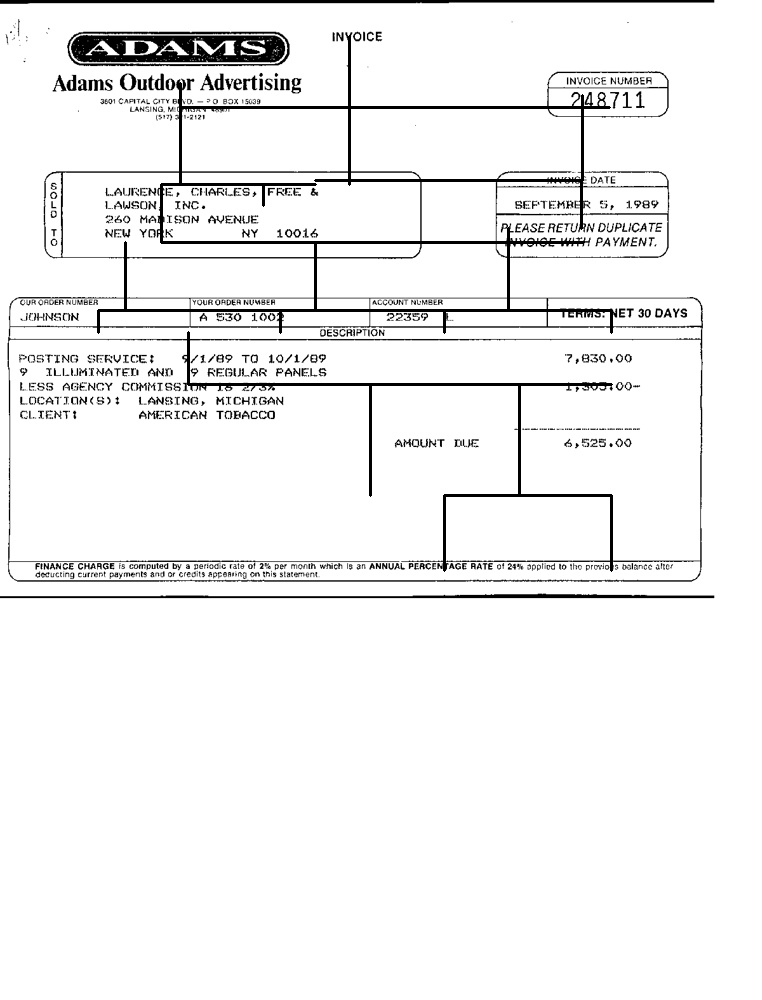 INVOICE
ADAMS
Adams Outdoor Advertising
3801 CAPITAL CITY BLVD. — P.O. BOX 15039
LANSING, MICHIGAN 48901
(517) 321-2121
INVOICE NUMBER
248711
SOLD TO
LAURENCE, CHARLES, FREE &
LAWSON, INC.
260 MADISON AVENUE
NEW YORK NY 10016
INVOICE DATE
SEPTEMBER 5, 1989
PLEASE RETURN DUPLICATE
INVOICE WITH PAYMENT.
OUR ORDER NUMBER YOUR ORDER NUMBER ACCOUNT NUMBER
JOHNSON A 530 1002 22359 L TERMS: NET 30 DAYS
DESCRIPTION
POSTING SERVICE: 9/1/89 TO 10/1/89 7,830.00
9 ILLUMINATED AND 9 REGULAR PANELS
LESS AGENCY COMMISSION 1,305.00-
LOCATION(S): LANSING, MICHIGAN
CLIENT: AMERICAN TOBACCO
AMOUNT DUE 6,525.00
FINANCE CHARGE is computed by a periodic rate of 2% per month which is an ANNUAL PERCENTAGE RATE of 24% applied to the previous balance after
deducting current payments and or credits appearing on this statement.